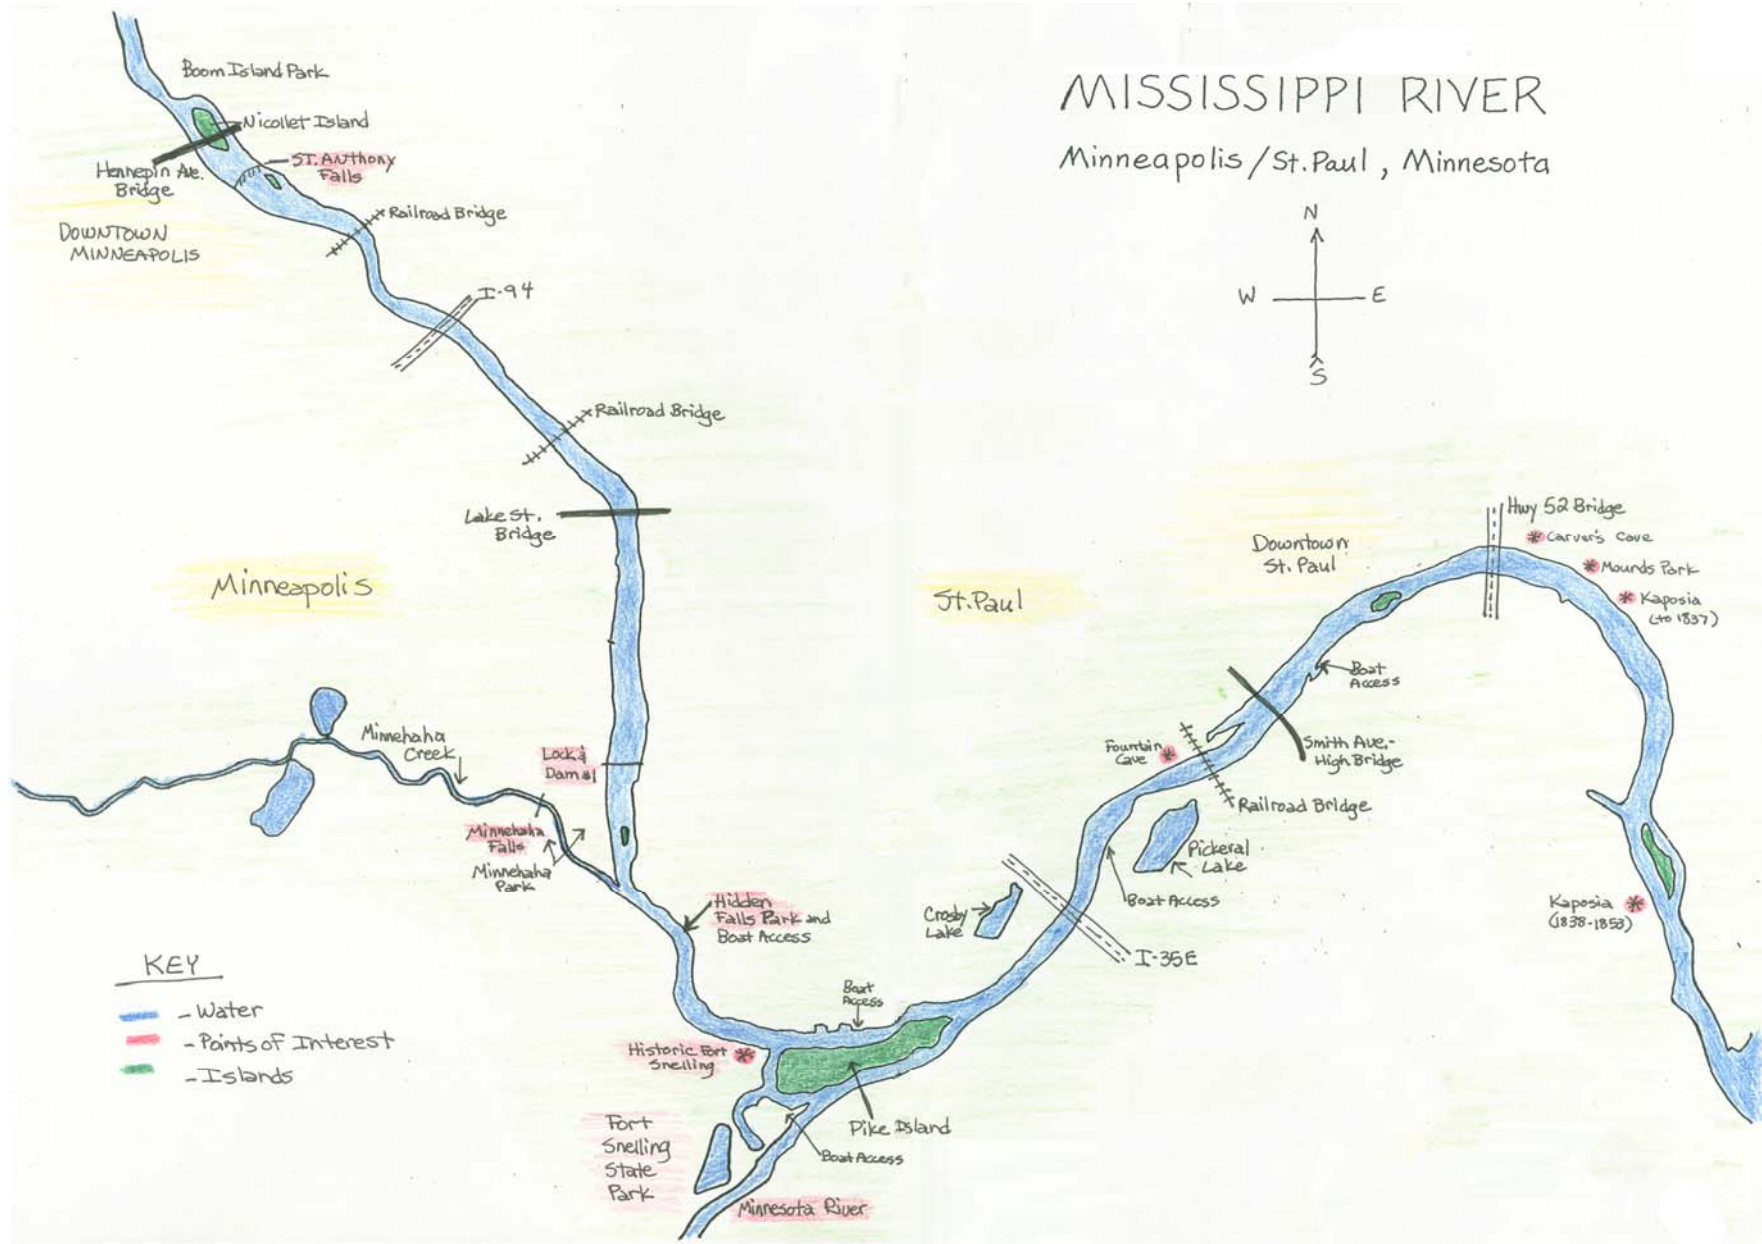 MISSISSIPPI RIVER
Minneapolis/St. Paul, Minnesota
N
W
E
S
Boom Island Park
Nicollet Island
Hennepin Ave.
Bridge
ST. ANthony
Falls
Railroad Bridge
DOWNTOWN
MINNEAPOLIS
I-94
Railroad Bridge
Lake St.
Bridge
Minneapolis
St. Paul
Downtown
St. Paul
Hwy 52 Bridge
Carver's Cave
Mounds Park
Kaposia
(to 1837)
Boat
Access
Smith Ave.-
High Bridge
Fountain
Cave
Railroad Bridge
Pickeral
Lake
Boat Access
Crosby
Lake
I-35E
Kaposia
(1838-1853)
Minnehaha
Creek
Lock &
Dam #1
Minnehaha
Falls
Minnehaha
Park
Hidden
Falls Park and
Boat Access
Boat
Access
Historic Fort
Snelling
Pike Island
Boat Access
Fort
Snelling
State
Park
Minnesota River
KEY
- Water
- Points of Interest
- Islands